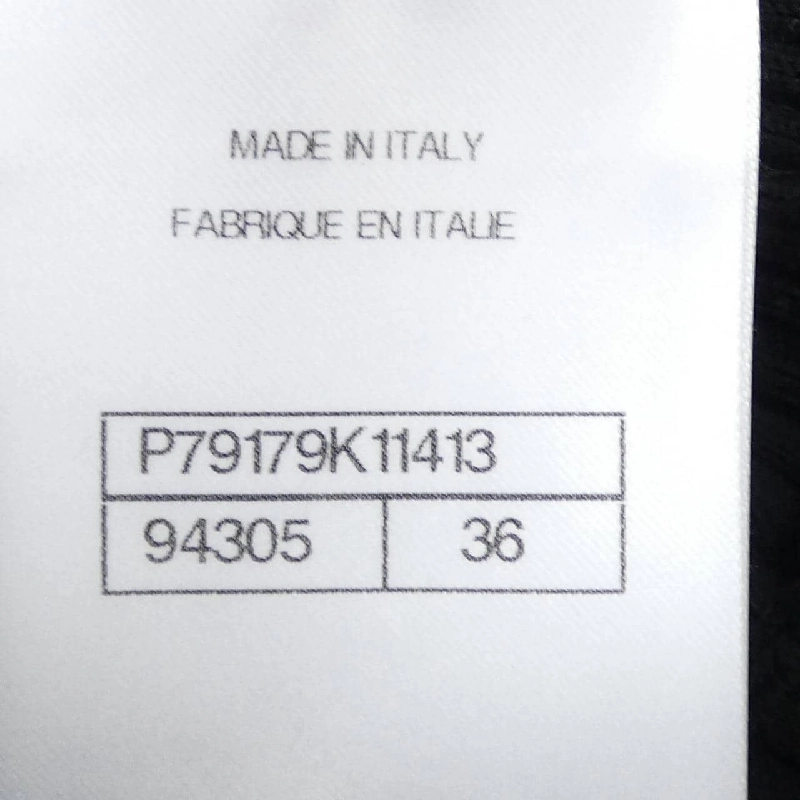 MADE IN ITALY
FABRIQUE EN ITALIE
P79179K11413
94305 36